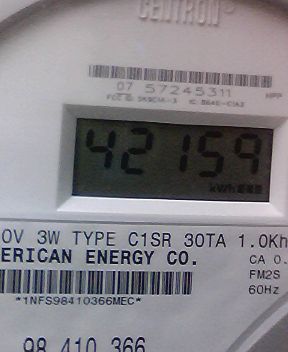 CENTRON®
07 57245311
42159
kWh
0V 3W TYPE C1SR 30TA 1.0Kh
ERICAN ENERGY CO. CA 0.
FM2S
*1NFS98410366MEC* 60Hz
98 410 366